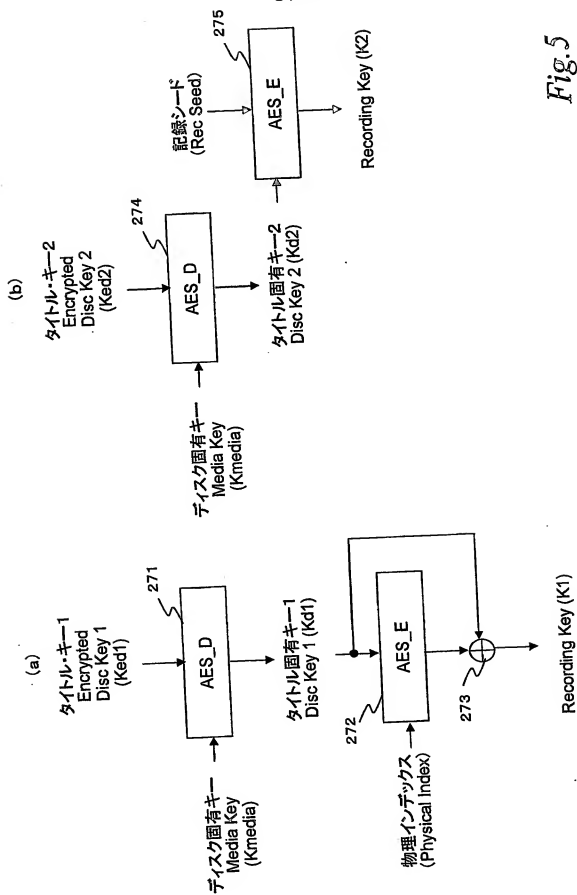 (a)
タイトル・キー1
Encrypted
Disc Key 1
(Ked1)
271
ディスク固有キー
Media Key
(Kmedia)
AES_D
タイトル固有キー1
Disc Key 1 (Kd1)
272
物理インデックス
(Physical Index)
AES_E
273
Recording Key (K1)
(b)
タイトル・キー2
Encrypted
Disc Key 2
(Ked2)
274
ディスク固有キー
Media Key
(Kmedia)
AES_D
タイトル固有キー2
Disc Key 2 (Kd2)
記録シード
(Rec Seed)
275
AES_E
Recording Key (K2)
Fig.5